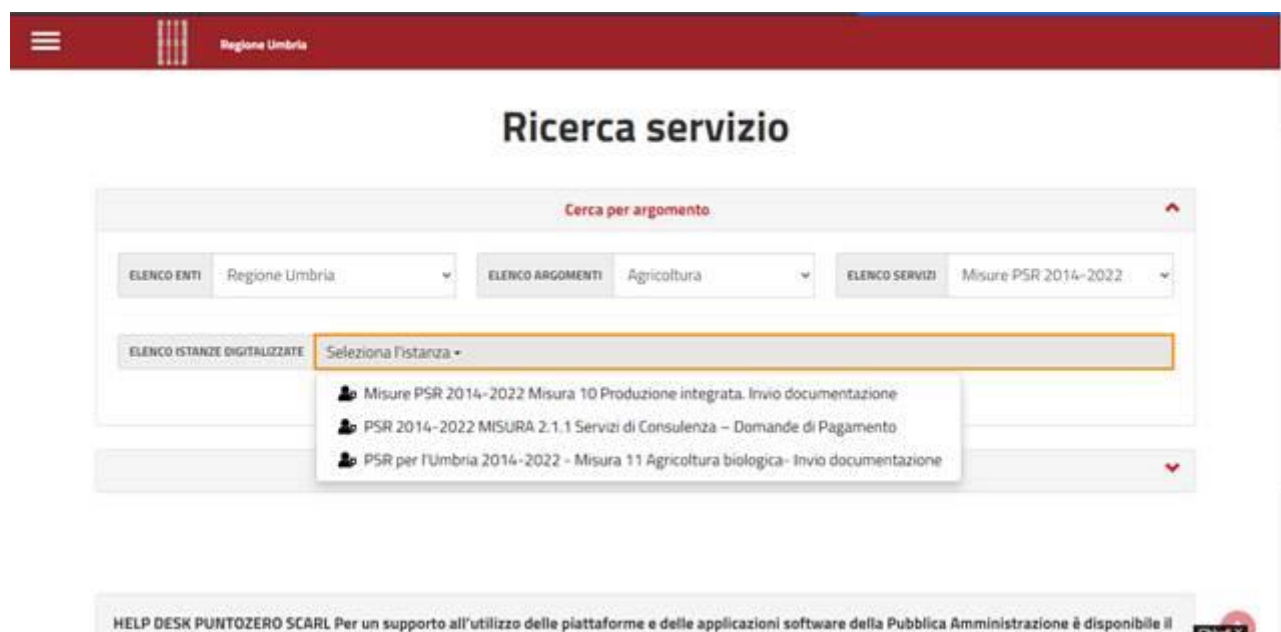 Regione Umbria
Ricerca servizio
Cerca per argomento
ELENCO ENTI Regione Umbria ELENCO ARGOMENTI Agricoltura ELENCO SERVIZI Misure PSR 2014-2022
ELENCO ISTANZE DIGITALIZZATE Seleziona l'istanza
Misure PSR 2014-2022 Misura 10 Produzione integrata. Invio documentazione
PSR 2014-2022 MISURA 2.1.1 Servizi di Consulenza – Domande di Pagamento
PSR per l'Umbria 2014-2022 - Misura 11 Agricoltura biologica- Invio documentazione
HELP DESK PUNTOZERO SCARL Per un supporto all'utilizzo delle piattaforme e delle applicazioni software della Pubblica Amministrazione è disponibile il